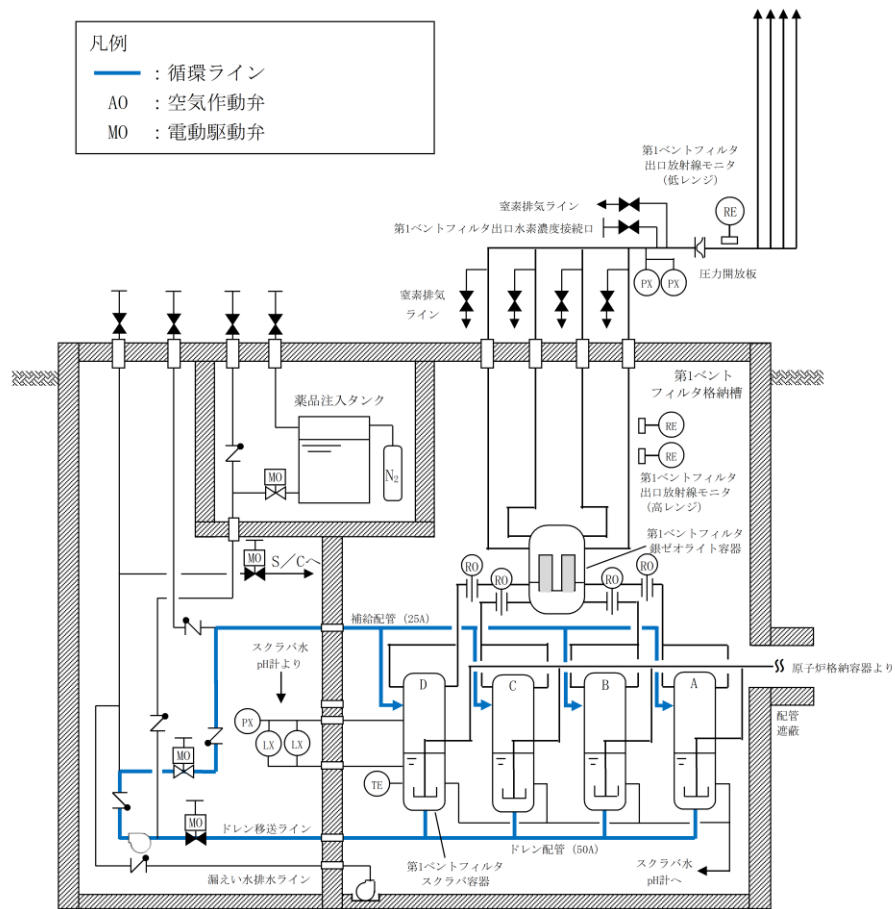 凡例
：循環ライン
AO ：空気作動弁
MO ：電動駆動弁
第1ベントフィルタ
出口放射線モニタ
(低レンジ)
RE
窒素排気ライン
第1ベントフィルタ出口水素濃度接続口
圧力開放板
PX
PX
窒素排気
ライン
第1ベント
フィルタ格納槽
薬品注入タンク
MO
N2
RE
RE
第1ベントフィルタ
出口放射線モニタ
(高レンジ)
第1ベントフィルタ
銀ゼオライト容器
MO
S／Cへ
RO
RO
RO
RO
補給配管 (25A)
スクラバ水
pH計より
原子炉格納容器より
D
C
B
A
配管
遮蔽
PX
LX
LX
MO
TE
MO
ドレン移送ライン
ドレン配管 (50A)
第1ベントフィルタ
スクラバ容器
スクラバ水
pH計へ
漏えい水排水ライン